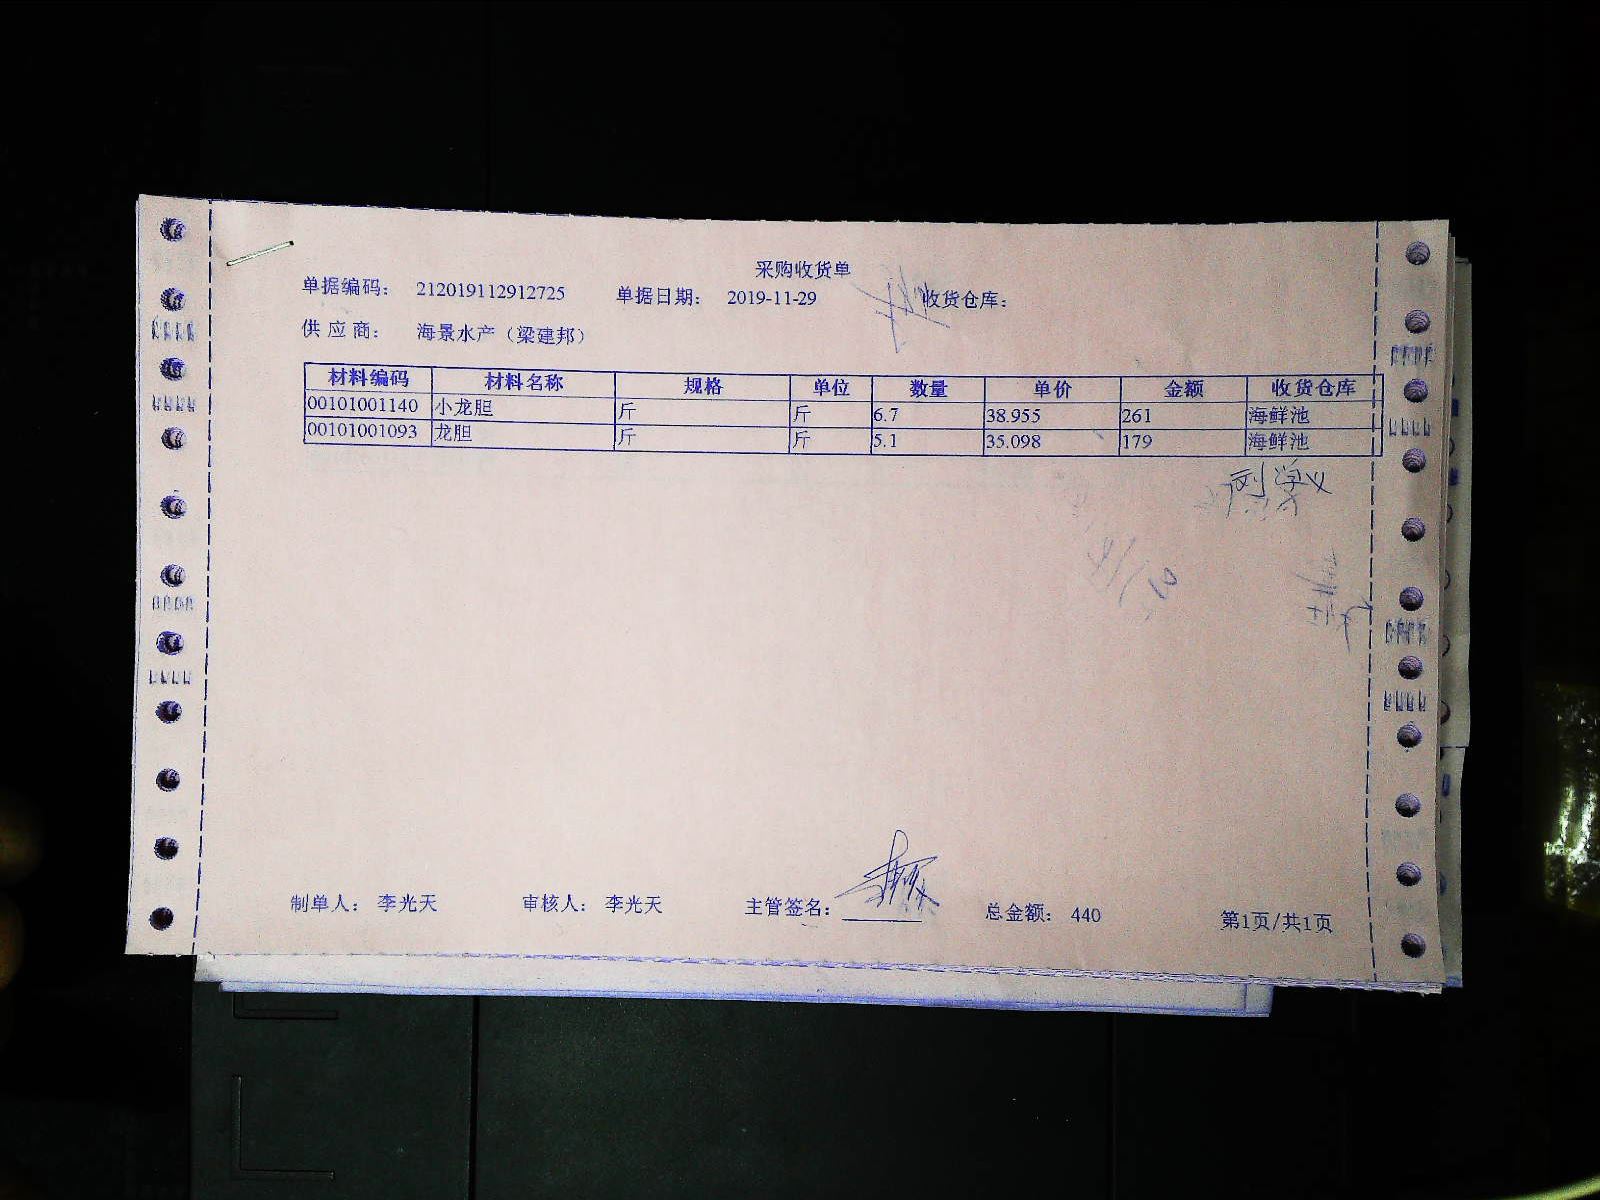 采购收货单
单据编码： 212019112912725 单据日期： 2019-11-29 收货仓库：
供 应 商： 海景水产（梁建邦）
材料编码 材料名称 规格 单位 数量 单价 金额 收货仓库
00101001140 小龙胆 斤 斤 6.7 38.955 261 海鲜池
00101001093 龙胆 斤 斤 5.1 35.098 179 海鲜池
制单人： 李光天 审核人： 李光天 主管签名： 总金额： 440 第1页/共1页